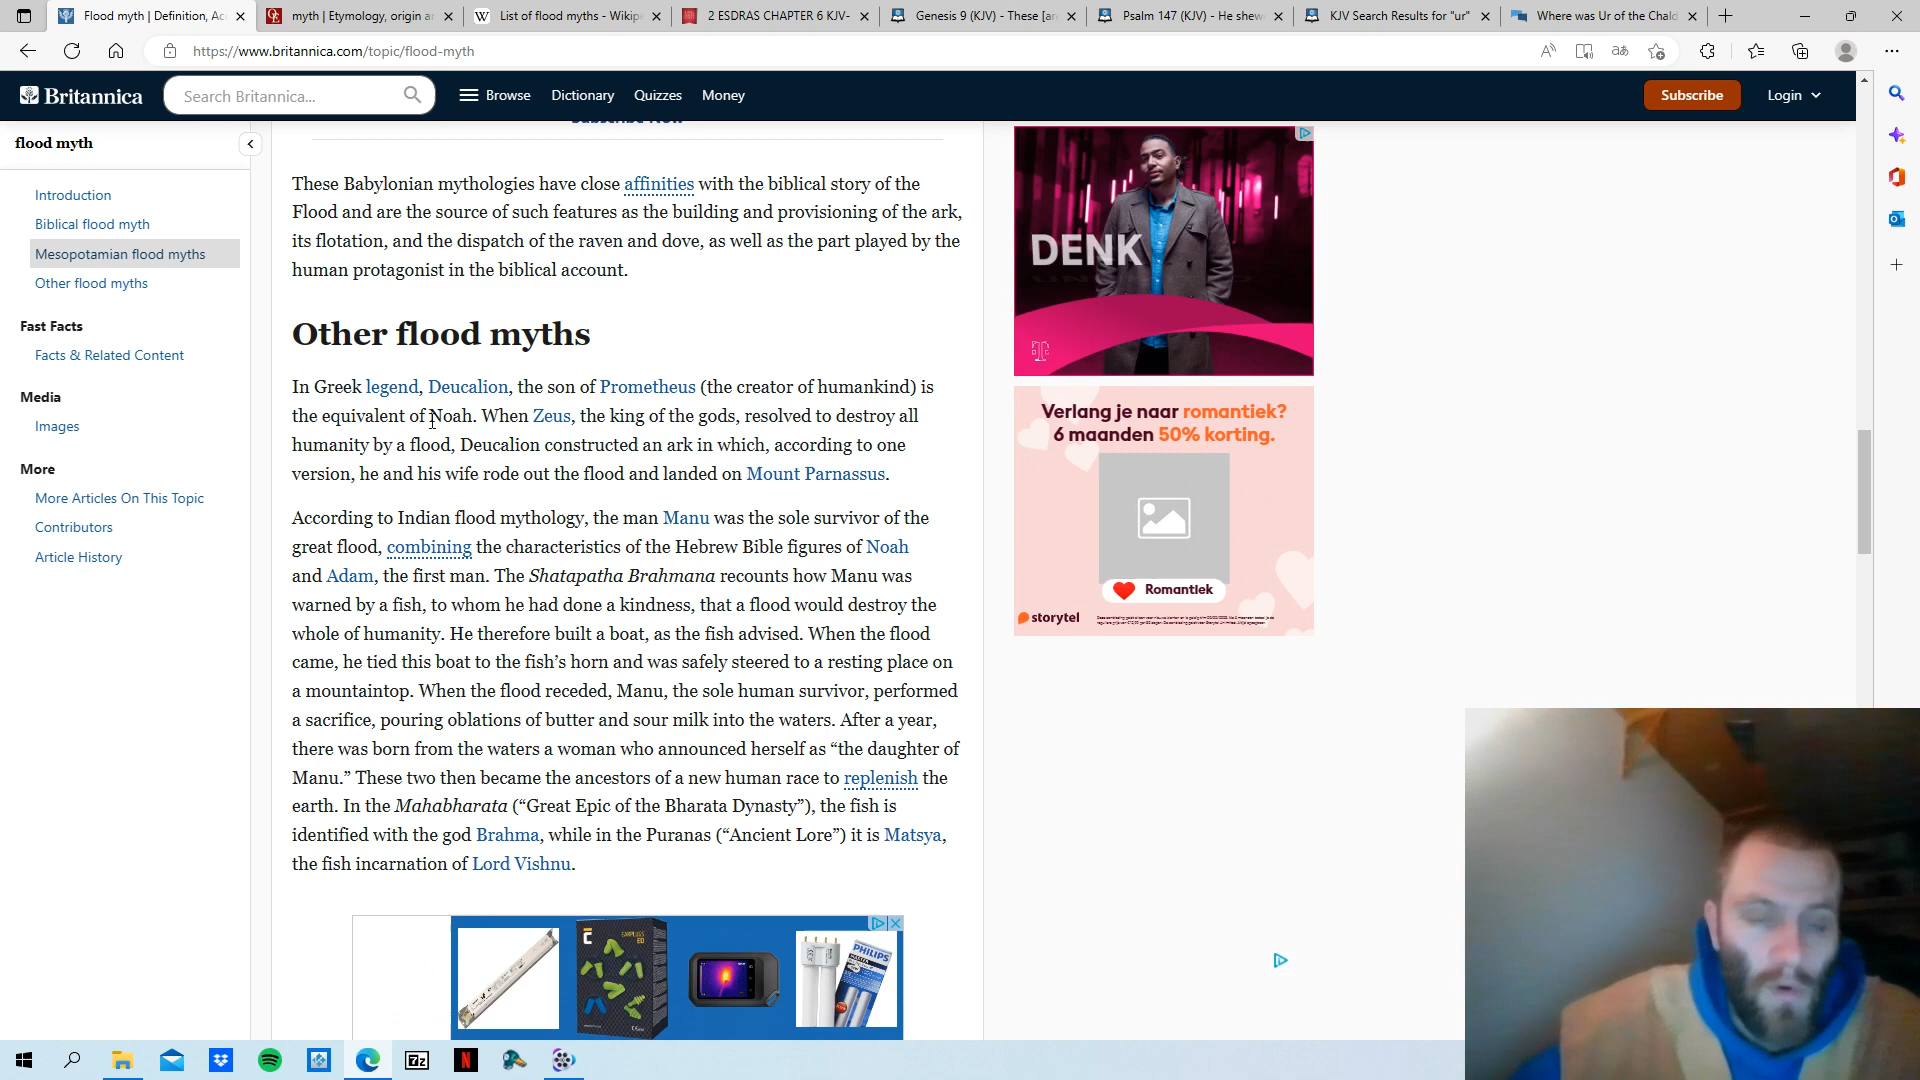 Flood myth | Definition, Ac
myth | Etymology, origin a
List of flood myths - Wikip
2 ESDRAS CHAPTER 6 KJV-
Genesis 9 (KJV) - These [ar
Psalm 147 (KJV) - He shew
KJV Search Results for "ur"
Where was Ur of the Chald
https://www.britannica.com/topic/flood-myth
Britannica
Search Britannica...
Browse
Dictionary
Quizzes
Money
Subscribe
Login
flood myth
Introduction
Biblical flood myth
Mesopotamian flood myths
Other flood myths
Fast Facts
Facts & Related Content
Media
Images
More
More Articles On This Topic
Contributors
Article History
Subscribe Now
These Babylonian mythologies have close affinities with the biblical story of the
Flood and are the source of such features as the building and provisioning of the ark,
its flotation, and the dispatch of the raven and dove, as well as the part played by the
human protagonist in the biblical account.
Other flood myths
In Greek legend, Deucalion, the son of Prometheus (the creator of humankind) is
the equivalent of Noah. When Zeus, the king of the gods, resolved to destroy all
humanity by a flood, Deucalion constructed an ark in which, according to one
version, he and his wife rode out the flood and landed on Mount Parnassus.
According to Indian flood mythology, the man Manu was the sole survivor of the
great flood, combining the characteristics of the Hebrew Bible figures of Noah
and Adam, the first man. The Shatapatha Brahmana recounts how Manu was
warned by a fish, to whom he had done a kindness, that a flood would destroy the
whole of humanity. He therefore built a boat, as the fish advised. When the flood
came, he tied this boat to the fish's horn and was safely steered to a resting place on
a mountaintop. When the flood receded, Manu, the sole human survivor, performed
a sacrifice, pouring oblations of butter and sour milk into the waters. After a year,
there was born from the waters a woman who announced herself as “the daughter of
Manu.” These two then became the ancestors of a new human race to replenish the
earth. In the Mahabharata (“Great Epic of the Bharata Dynasty”), the fish is
identified with the god Brahma, while in the Puranas (“Ancient Lore”) it is Matsya,
the fish incarnation of Lord Vishnu.
DENK
Verlang je naar romantiek?
6 maanden 50% korting.
Romantiek
storytel
EARPLUGS
PHILIPS
7z
N